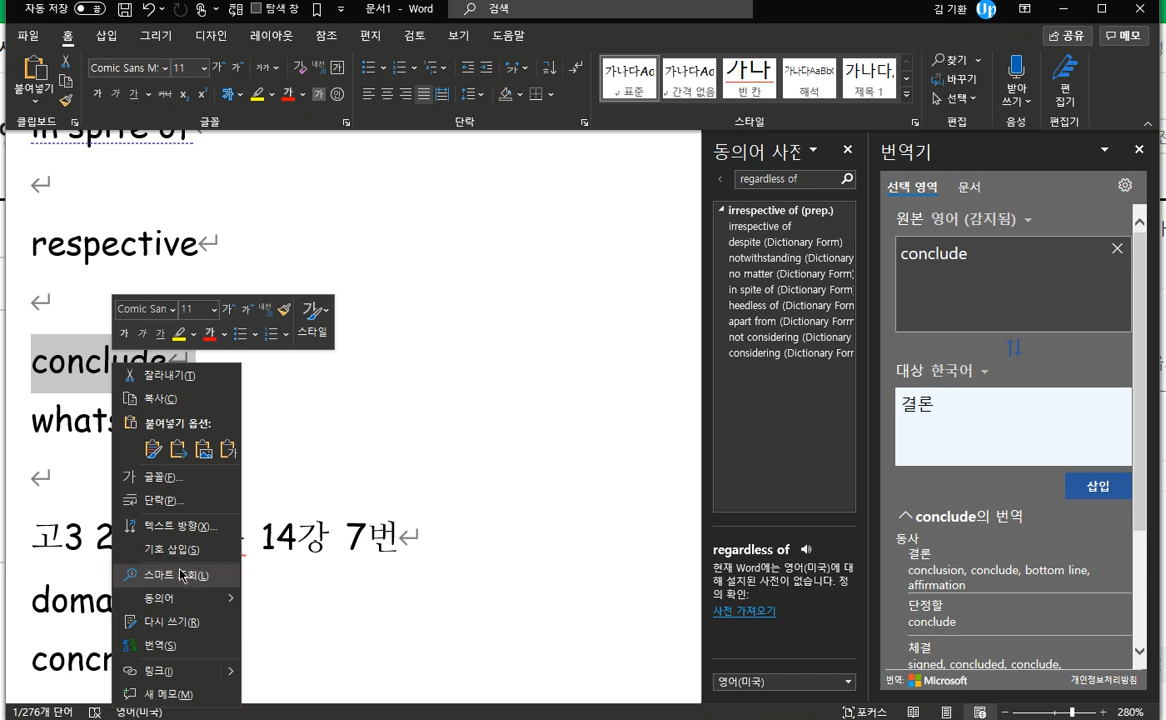 자동 저장
탐색 창
문서1 - Word
검색
김 기환
파일 홈 삽입 그리기 디자인 레이아웃 참조 편지 검토 보기 도움말
공유
메모
붙여넣기
클립보드
Comic Sans M: 11
가 가 가 가
글꼴
단락
가나다Aa 가나다Aa 가나 가나다AaBbC 가나다.
표준 간격 없음 빈 칸 해석 제목 1
스타일
찾기
바꾸기
선택
편집
받아
쓰기
음성
편
집기
편집기
in spite of
respective
Comic San 11
가 가 가 가
스타일
conclude
whats
고3 2 14강 7번
doma
concr
잘라내기(T)
복사(C)
붙여넣기 옵션:
글꼴(F)...
단락(P)...
텍스트 방향(X)...
기호 삽입(S)
스마트 회(L)
동의어
다시 쓰기(R)
번역(S)
링크(I)
새 메모(M)
동의어 사전
regardless of
irrespective of (prep.)
irrespective of
despite (Dictionary Form)
notwithstanding (Dictionary
no matter (Dictionary Form)
in spite of (Dictionary Form
heedless of (Dictionary Forn
apart from (Dictionary Form
not considering (Dictionary
considering (Dictionary Forr
regardless of
현재 Word에는 영어(미국)에 대
해 설치된 사전이 없습니다. 정
의 확인:
사전 가져오기
영어(미국)
번역기
선택 영역 문서
원본 영어 (감지됨)
conclude
대상 한국어
결론
삽입
conclude의 번역
동사
결론
conclusion, conclude, bottom line,
affirmation
단정할
conclude
체결
signed, concluded, conclude,
번역: Microsoft
개인정보처리방침
1/276개 단어
영어(미국)
포커스
280%